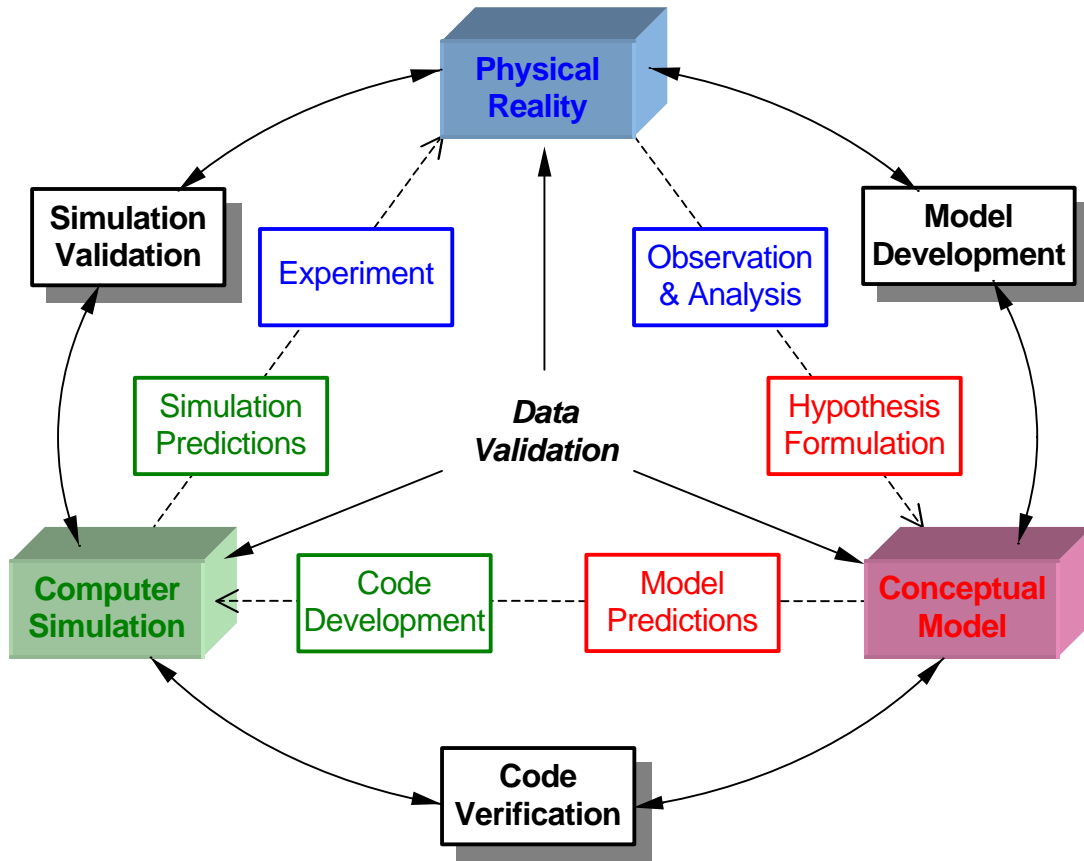 Physical
Reality
Simulation
Validation
Model
Development
Experiment
Observation
& Analysis
Simulation
Predictions
Data
Validation
Hypothesis
Formulation
Computer
Simulation
Code
Development
Model
Predictions
Conceptual
Model
Code
Verification